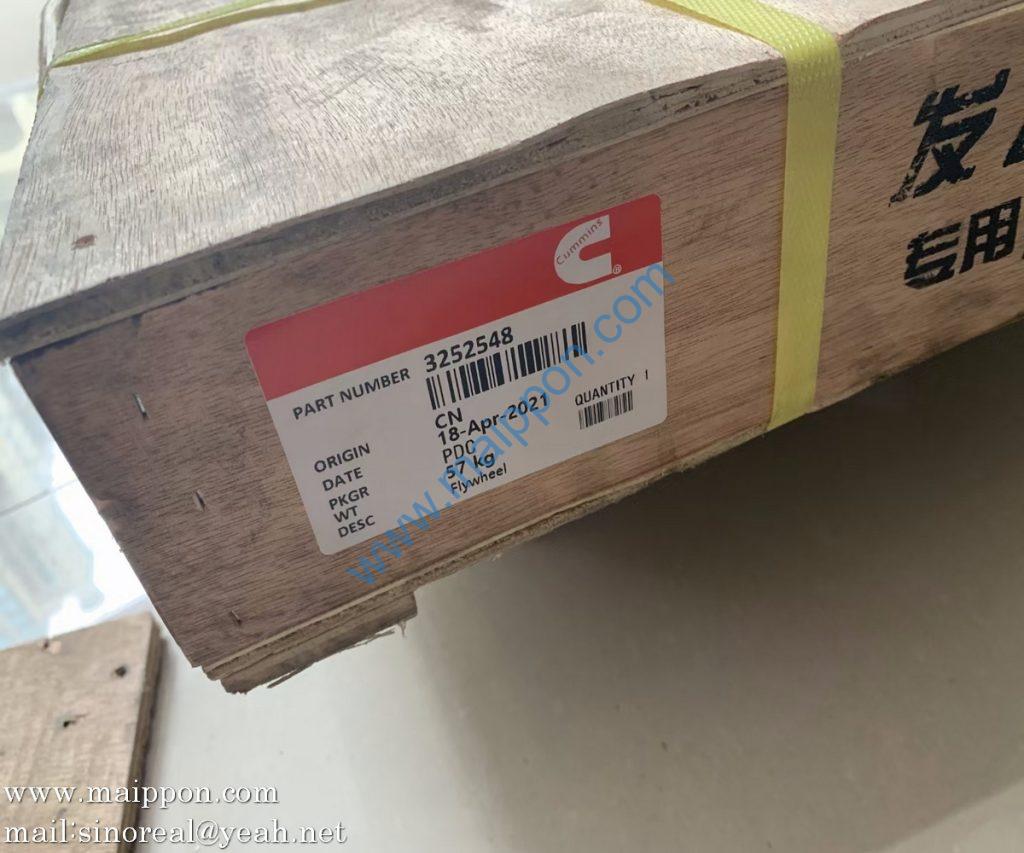 发
专用
Cummins
PART NUMBER 3252548
ORIGIN CN
DATE 18-Apr-2021
QUANTITY 1
PKGR PDC
WT 57 kg
DESC Flywheel
www.maippon.com
www.maippon.com
mail:sinoreal@yeah.net